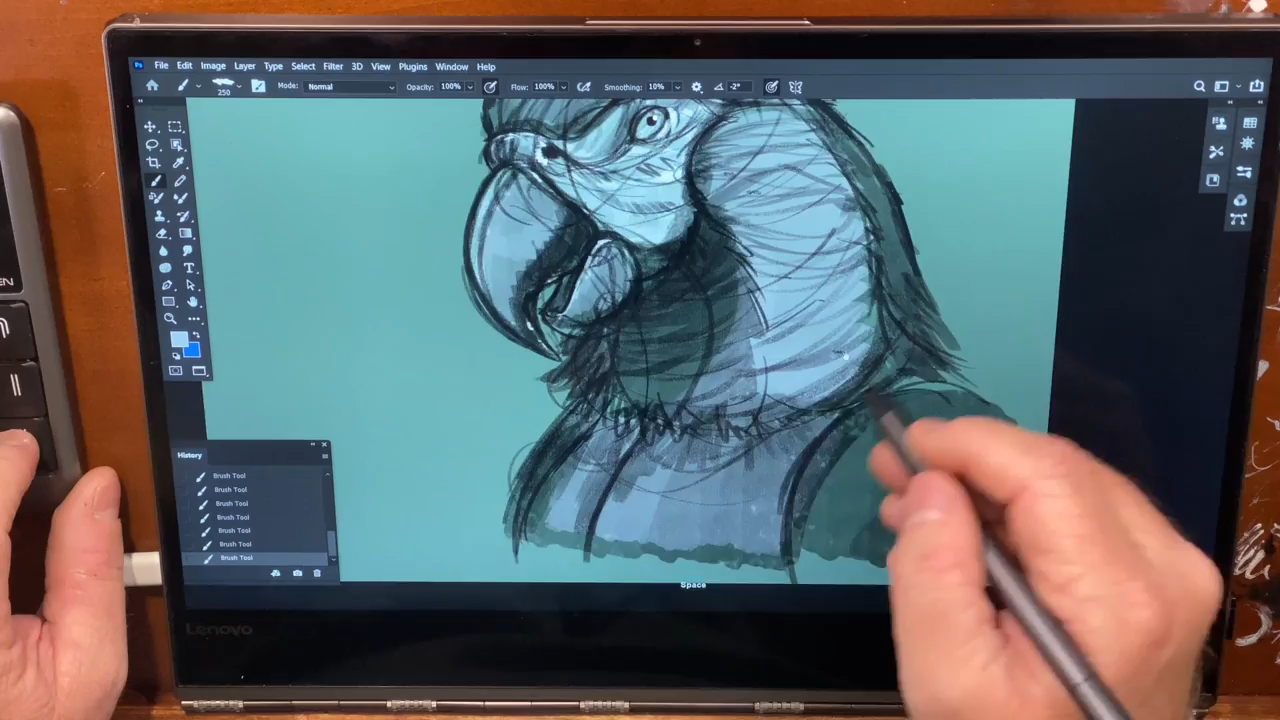 Ps File Edit Image Layer Type Select Filter 3D View Plugins Window Help
250 Mode: Normal Opacity: 100% Flow: 100% Smoothing: 10% -2°
History
Brush Tool
Brush Tool
Brush Tool
Brush Tool
Brush Tool
Brush Tool
Brush Tool
Space
Lenovo
EN